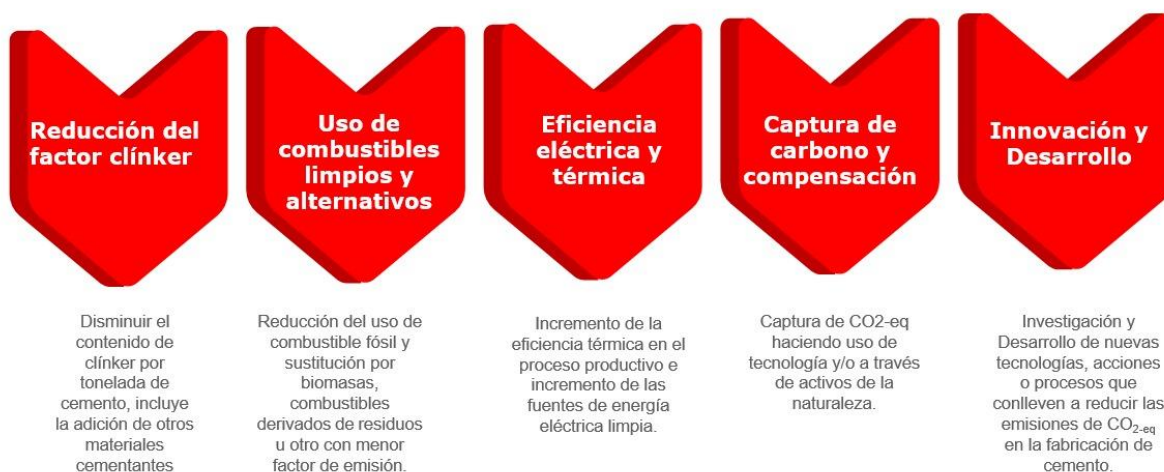 Reducción del
factor clínker
Uso de
combustibles
limpios y
alternativos
Eficiencia
eléctrica y
térmica
Captura de
carbono y
compensación
Innovación y
Desarrollo
Disminuir el
contenido de
clínker por
tonelada de
cemento, incluye
la adición de otros
materiales
cementantes
Reducción del uso de
combustible fósil y
sustitución por
biomasas,
combustibles
derivados de residuos
u otro con menor
factor de emisión.
Incremento de la
eficiencia térmica en el
proceso productivo e
incremento de las
fuentes de energía
eléctrica limpia.
Captura de CO2-eq
haciendo uso de
tecnología y/o a través
de activos de la
naturaleza.
Investigación y
Desarrollo de nuevas
tecnologías, acciones
o procesos que
conlleven a reducir las
emisiones de CO₂-eq
en la fabricación de
cemento.